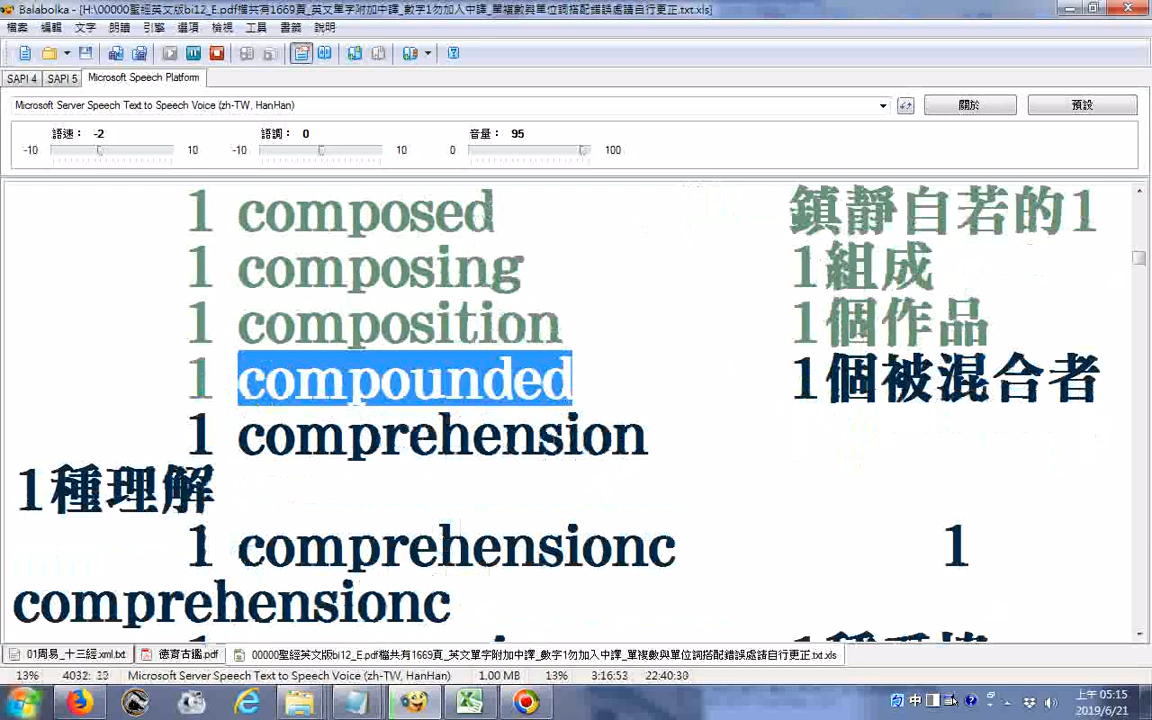 Balabolka - [H:\00000聖經英文版bi12_E.pdf檔共有1669頁_英文單字附加中譯_數字1勿加入中譯_單複數與單位詞搭配錯誤處請自行更正.txt.xls]
檔案 編輯 文字 朗讀 引擎 選項 檢視 工具 書籤 說明
SAPI 4 SAPI 5 Microsoft Speech Platform
Microsoft Server Speech Text to Speech Voice (zh-TW, HanHan) 關於 預設
語速： -2 語調： 0 音量： 95
-10 10 -10 10 0 100
1 composed 鎮靜自若的1
1 composing 1組成
1 composition 1個作品
1 compounded 1個被混合者
1 comprehension
1種理解
1 comprehensionc 1
comprehensionc
01周易_十三經.xml.txt 德育古鑑.pdf 00000聖經英文版bi12_E.pdf檔共有1669頁_英文單字附加中譯_數字1勿加入中譯_單複數與單位詞搭配錯誤處請自行更正.txt.xls
13% 4032: 13 Microsoft Server Speech Text to Speech Voice (zh-TW, HanHan) 1.00 MB 13% 3:16:53 22:40:30
中 上午 05:15
2019/6/21